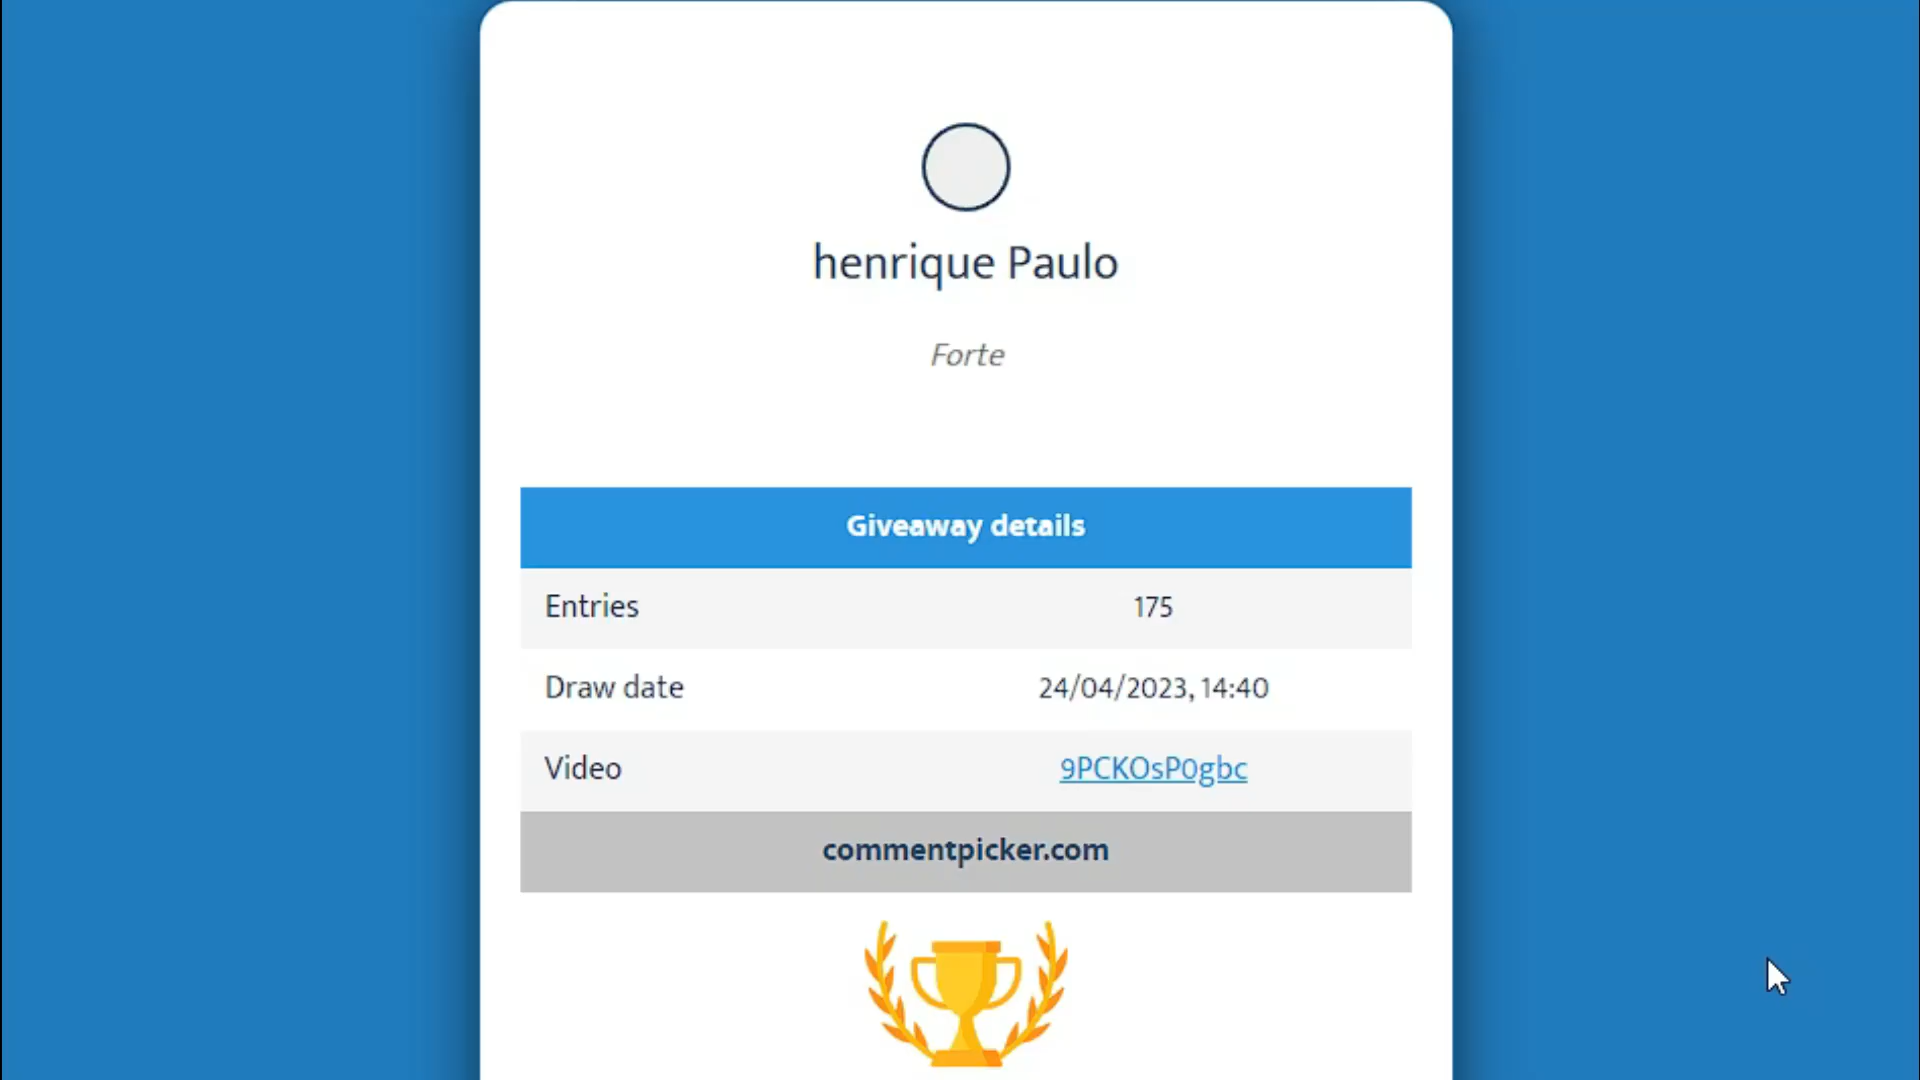 henrique Paulo
Forte
Giveaway details
Entries 175
Draw date 24/04/2023, 14:40
Video 9PCKOsP0gbc
commentpicker.com